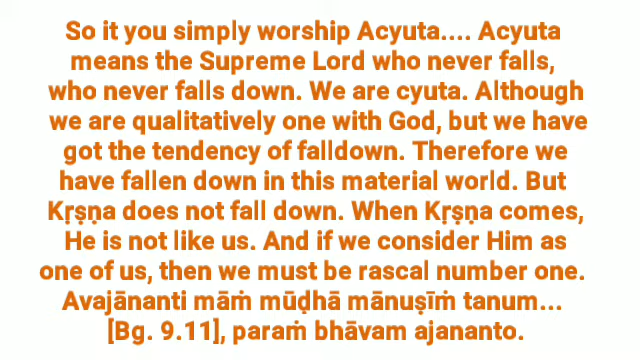 So it you simply worship Acyuta.... Acyuta
means the Supreme Lord who never falls,
who never falls down. We are cyuta. Although
we are qualitatively one with God, but we have
got the tendency of falldown. Therefore we
have fallen down in this material world. But
Kṛṣṇa does not fall down. When Kṛṣṇa comes,
He is not like us. And if we consider Him as
one of us, then we must be rascal number one.
Avajānanti māṁ mūḍhā mānuṣīṁ tanum...
[Bg. 9.11], paraṁ bhāvam ajananto.